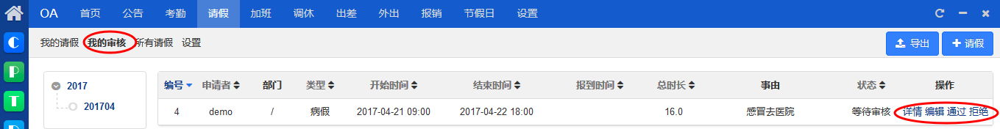 OA 首页 公告 考勤 请假 加班 调休 出差 外出 报销 节假日 设置
我的请假 我的审核 所有请假 设置 导出 请假
2017
201704
编号 申请者 部门 类型 开始时间 结束时间 报到时间 总时长 事由 状态 操作
4 demo / 病假 2017-04-21 09:00 2017-04-22 18:00 16.0 感冒去医院 等待审核 详情 编辑 通过 拒绝
C
P
T